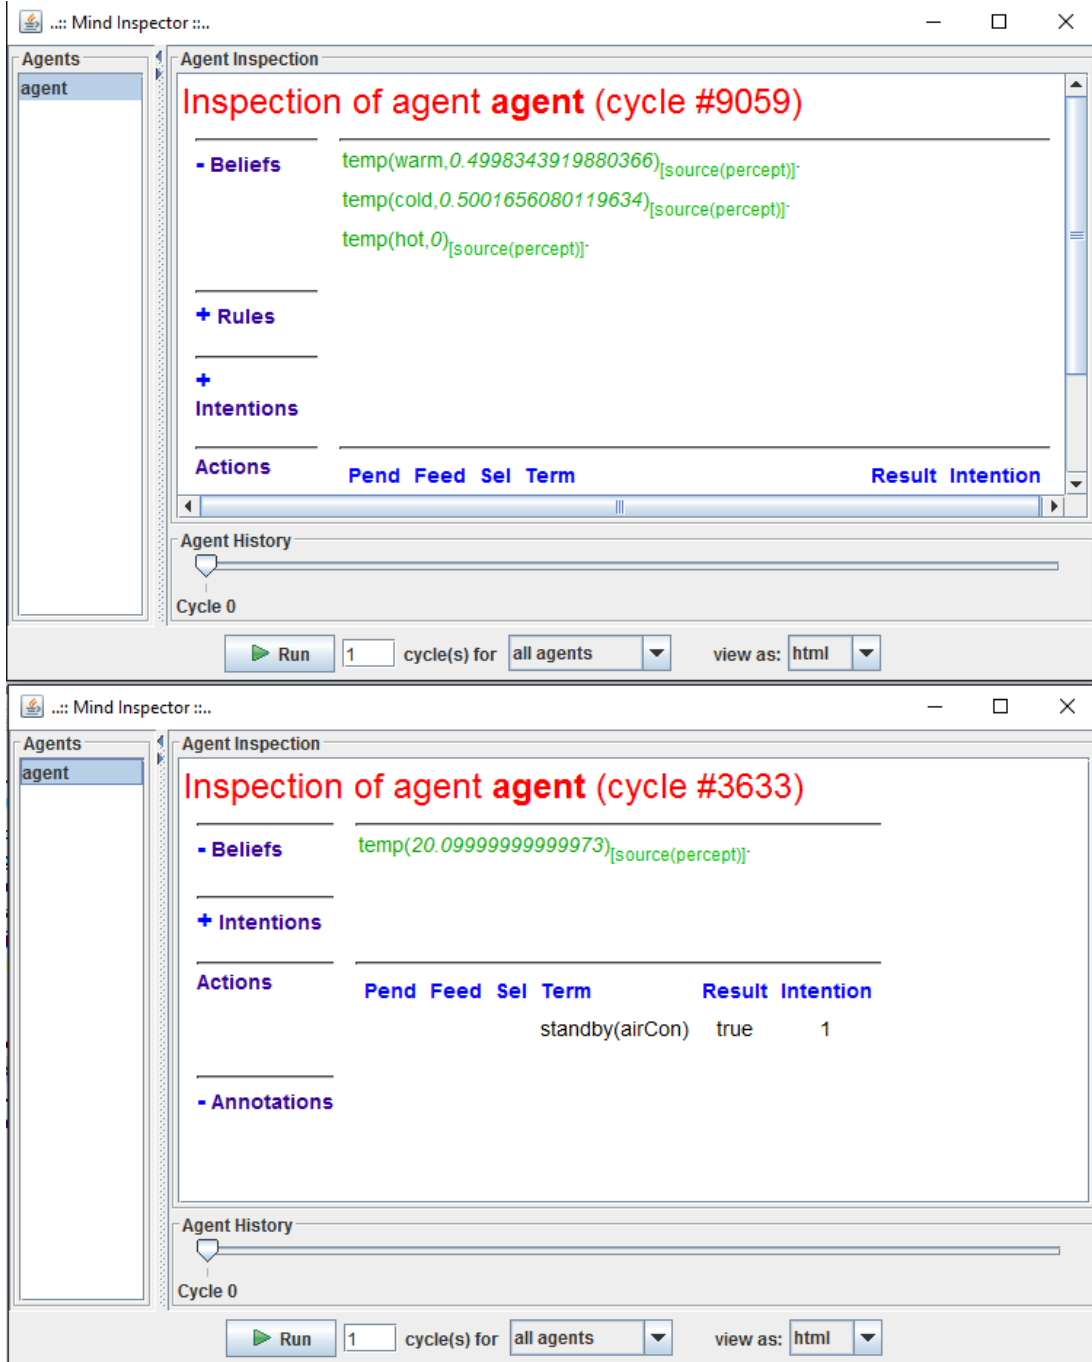 ..:: Mind Inspector ::..
Agents
agent
Agent Inspection
Inspection of agent agent (cycle #9059)
- Beliefs
temp(warm,0.4998343919880366)[source(percept)].
temp(cold,0.5001656080119634)[source(percept)].
temp(hot,0)[source(percept)].
+ Rules
+
Intentions
Actions
Pend Feed Sel Term Result Intention
Agent History
Cycle 0
Run 1 cycle(s) for all agents view as: html
..:: Mind Inspector ::..
Agents
agent
Agent Inspection
Inspection of agent agent (cycle #3633)
- Beliefs
temp(20.09999999999973)[source(percept)].
+ Intentions
Actions
Pend Feed Sel Term Result Intention
standby(airCon) true 1
- Annotations
Agent History
Cycle 0
Run 1 cycle(s) for all agents view as: html